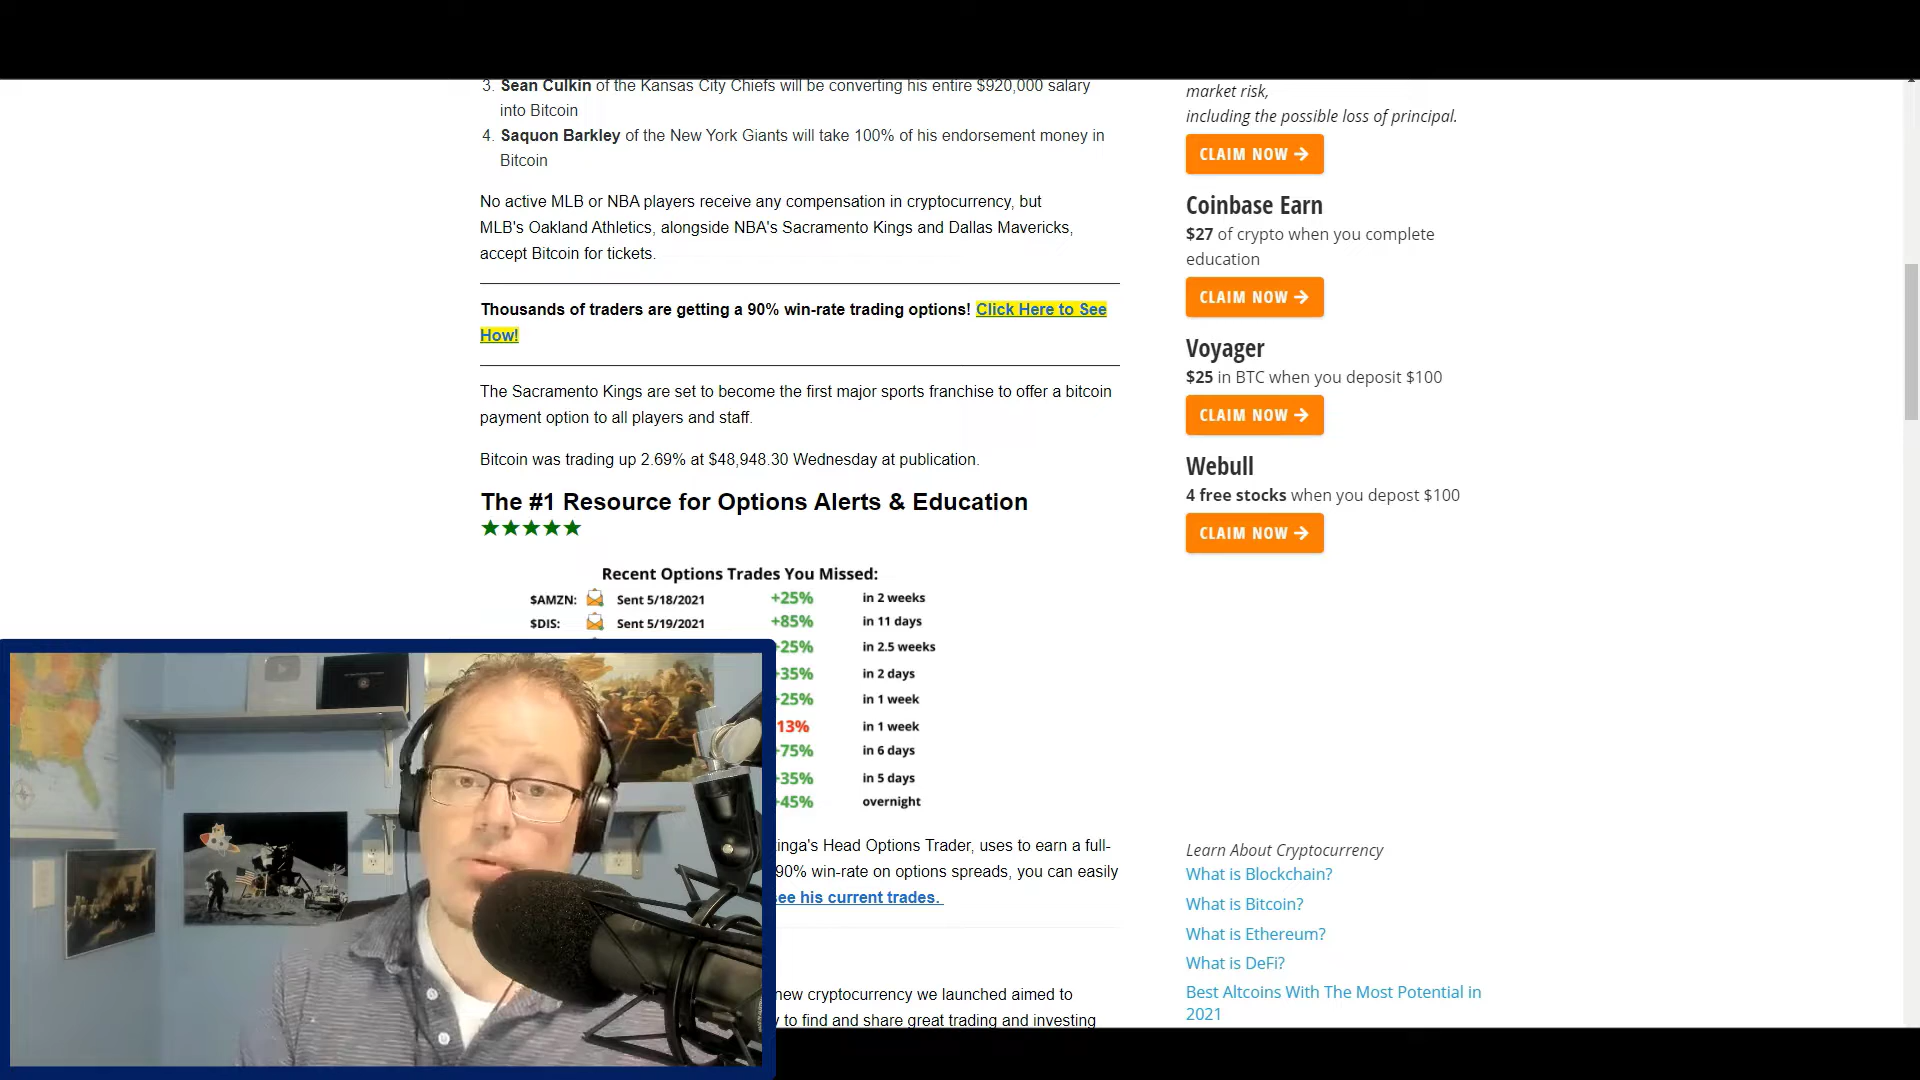 3. Sean Culkin of the Kansas City Chiefs will be converting his entire $920,000 salary
into Bitcoin
4. Saquon Barkley of the New York Giants will take 100% of his endorsement money in
Bitcoin
No active MLB or NBA players receive any compensation in cryptocurrency, but
MLB's Oakland Athletics, alongside NBA's Sacramento Kings and Dallas Mavericks,
accept Bitcoin for tickets.
Thousands of traders are getting a 90% win-rate trading options! Click Here to See
How!
The Sacramento Kings are set to become the first major sports franchise to offer a bitcoin
payment option to all players and staff.
Bitcoin was trading up 2.69% at $48,948.30 Wednesday at publication.
The #1 Resource for Options Alerts & Education
★★★★★
Recent Options Trades You Missed:
$AMZN: Sent 5/18/2021 +25% in 2 weeks
$DIS: Sent 5/19/2021 +85% in 11 days
25% in 2.5 weeks
35% in 2 days
25% in 1 week
13% in 1 week
75% in 6 days
35% in 5 days
45% overnight
inga's Head Options Trader, uses to earn a full-
90% win-rate on options spreads, you can easily
see his current trades.
new cryptocurrency we launched aimed to
to find and share great trading and investing
market risk,
including the possible loss of principal.
CLAIM NOW →
Coinbase Earn
$27 of crypto when you complete
education
CLAIM NOW →
Voyager
$25 in BTC when you deposit $100
CLAIM NOW →
Webull
4 free stocks when you depost $100
CLAIM NOW →
Learn About Cryptocurrency
What is Blockchain?
What is Bitcoin?
What is Ethereum?
What is DeFi?
Best Altcoins With The Most Potential in
2021